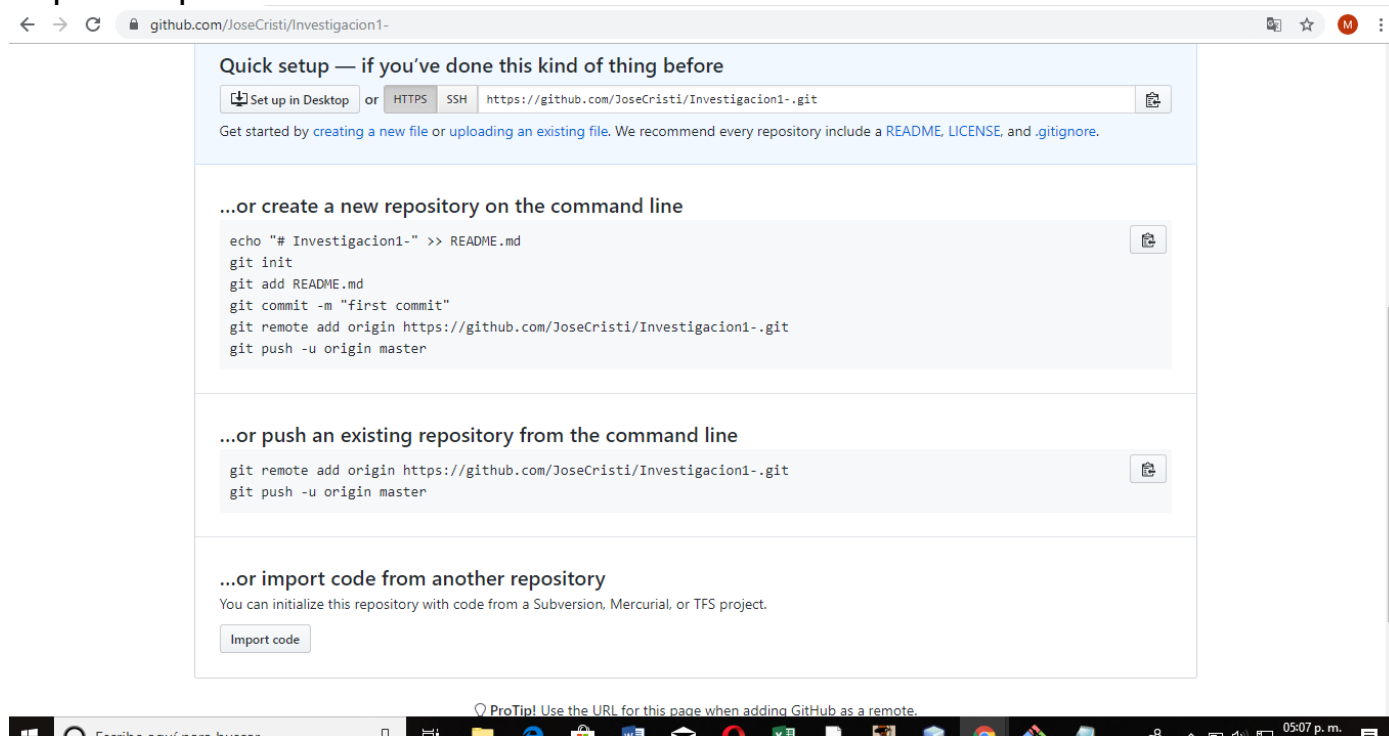 github.com/JoseCristi/Investigacion1-
M
Quick setup — if you've done this kind of thing before
Set up in Desktop or HTTPS SSH https://github.com/JoseCristi/Investigacion1-.git
Get started by creating a new file or uploading an existing file. We recommend every repository include a README, LICENSE, and .gitignore.
...or create a new repository on the command line
echo "# Investigacion1-" >> README.md
git init
git add README.md
git commit -m "first commit"
git remote add origin https://github.com/JoseCristi/Investigacion1-.git
git push -u origin master
...or push an existing repository from the command line
git remote add origin https://github.com/JoseCristi/Investigacion1-.git
git push -u origin master
...or import code from another repository
You can initialize this repository with code from a Subversion, Mercurial, or TFS project.
Import code
ProTip! Use the URL for this page when adding GitHub as a remote.
Escribe aquí para buscar
05:07 p. m.